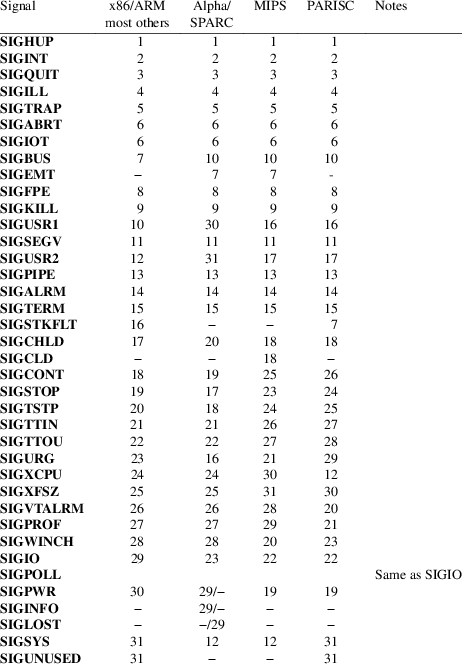 Signal x86/ARM Alpha/ MIPS PARISC Notes
most others SPARC
SIGHUP 1 1 1 1
SIGINT 2 2 2 2
SIGQUIT 3 3 3 3
SIGILL 4 4 4 4
SIGTRAP 5 5 5 5
SIGABRT 6 6 6 6
SIGIOT 6 6 6 6
SIGBUS 7 10 10 10
SIGEMT − 7 7 -
SIGFPE 8 8 8 8
SIGKILL 9 9 9 9
SIGUSR1 10 30 16 16
SIGSEGV 11 11 11 11
SIGUSR2 12 31 17 17
SIGPIPE 13 13 13 13
SIGALRM 14 14 14 14
SIGTERM 15 15 15 15
SIGSTKFLT 16 − − 7
SIGCHLD 17 20 18 18
SIGCLD − − 18 −
SIGCONT 18 19 25 26
SIGSTOP 19 17 23 24
SIGTSTP 20 18 24 25
SIGTTIN 21 21 26 27
SIGTTOU 22 22 27 28
SIGURG 23 16 21 29
SIGXCPU 24 24 30 12
SIGXFSZ 25 25 31 30
SIGVTALRM 26 26 28 20
SIGPROF 27 27 29 21
SIGWINCH 28 28 20 23
SIGIO 29 23 22 22
SIGPOLL Same as SIGIO
SIGPWR 30 29/− 19 19
SIGINFO − 29/− − −
SIGLOST − −/29 − −
SIGSYS 31 12 12 31
SIGUNUSED 31 − − 31